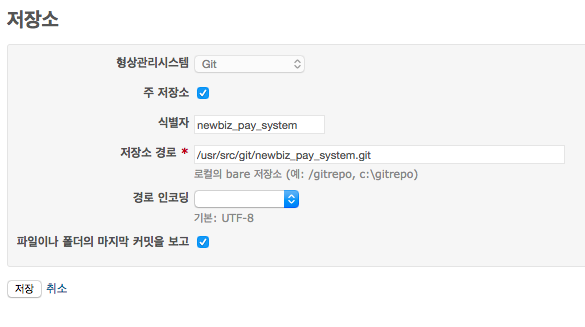 저장소
형상관리시스템 Git
주 저장소
식별자 newbiz_pay_system
저장소 경로 * /usr/src/git/newbiz_pay_system.git
로컬의 bare 저장소 (예: /gitrepo, c:\gitrepo)
경로 인코딩
기본: UTF-8
파일이나 폴더의 마지막 커밋을 보고
저장 취소